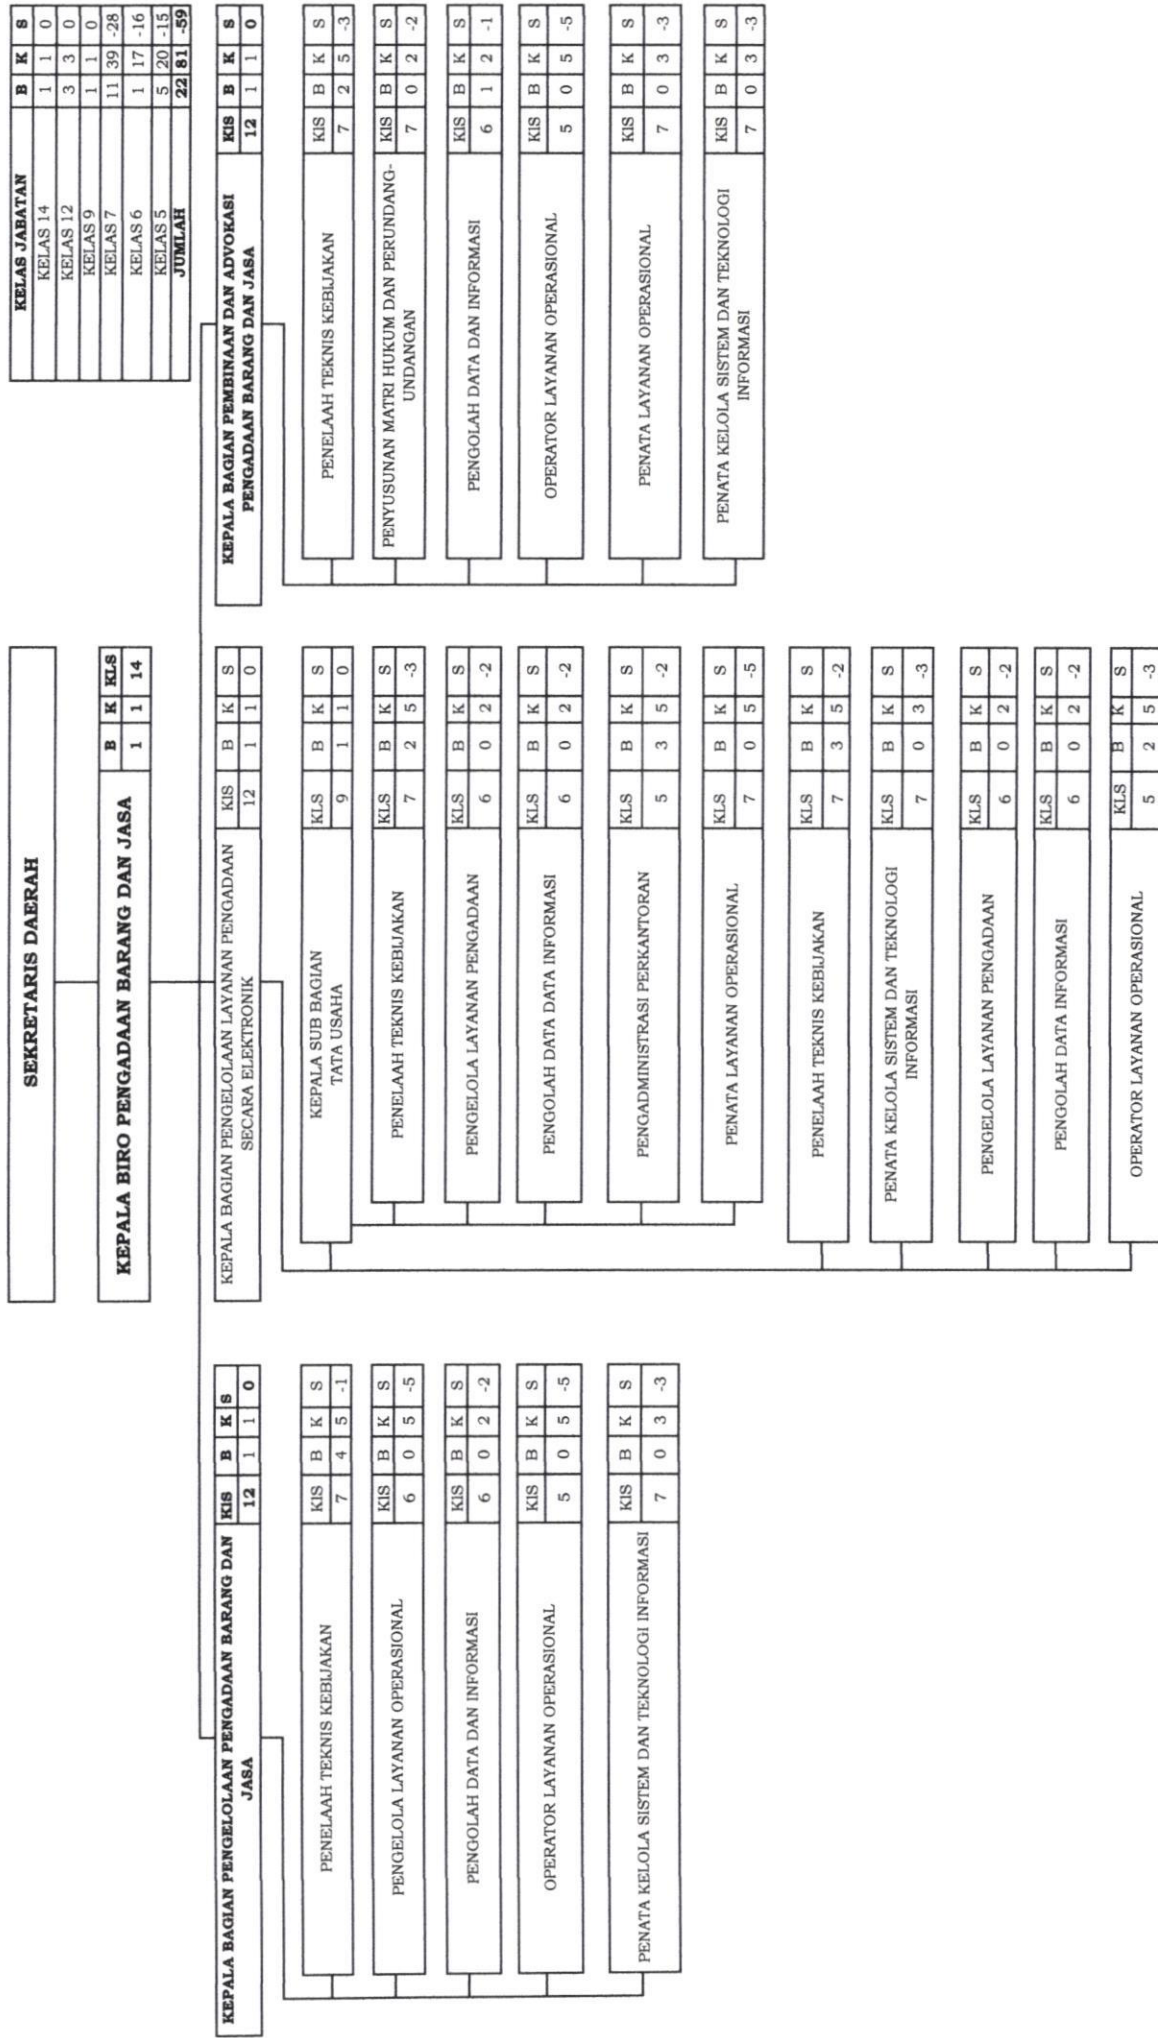 SEKRETARIS DAERAH
KEPALA BIRO PENGADAAN BARANG DAN JASA
B K KLS
1 1 14
KELAS JABATAN B K S
KELAS 14 1 1 0
KELAS 12 3 3 0
KELAS 9 1 1 0
KELAS 7 11 39 -28
KELAS 6 1 17 -16
KELAS 5 5 20 -15
JUMLAH 22 81 -59
KEPALA BAGIAN PENGELOLAAN PENGADAAN BARANG DAN
JASA
KIS B K S
12 1 1 0
PENELAAH TEKNIS KEBIJAKAN
KIS B K S
7 4 5 -1
PENGELOLA LAYANAN OPERASIONAL
KIS B K S
6 0 5 -5
PENGOLAH DATA DAN INFORMASI
KIS B K S
6 0 2 -2
OPERATOR LAYANAN OPERASIONAL
KIS B K S
5 0 5 -5
PENATA KELOLA SISTEM DAN TEKNOLOGI INFORMASI
KIS B K S
7 0 3 -3
KEPALA BAGIAN PENGELOLAAN LAYANAN PENGADAAN
SECARA ELEKTRONIK
KIS B K S
12 1 1 0
KEPALA SUB BAGIAN
TATA USAHA
KLS B K S
9 1 1 0
PENELAAH TEKNIS KEBIJAKAN
KLS B K S
7 2 5 -3
PENGELOLA LAYANAN PENGADAAN
KLS B K S
6 0 2 -2
PENGOLAH DATA DATA INFORMASI
KLS B K S
6 0 2 -2
PENGADMINISTRASI PERKANTORAN
KLS B K S
5 3 5 -2
PENATA LAYANAN OPERASIONAL
KLS B K S
7 0 5 -5
PENELAAH TEKNIS KEBIJAKAN
KLS B K S
7 3 5 -2
PENATA KELOLA SISTEM DAN TEKNOLOGI
INFORMASI
KLS B K S
7 0 3 -3
PENGELOLA LAYANAN PENGADAAN
KLS B K S
6 0 2 -2
PENGOLAH DATA INFORMASI
KLS B K S
6 0 2 -2
OPERATOR LAYANAN OPERASIONAL
KLS B K S
5 2 5 -3
KEPALA BAGIAN PEMBINAAN DAN ADVOKASI
PENGADAAN BARANG DAN JASA
KIS B K S
12 1 1 0
PENELAAH TEKNIS KEBIJAKAN
KIS B K S
7 2 5 -3
PENYUSUNAN MATRI HUKUM DAN PERUNDANG-
UNDANGAN
KIS B K S
7 0 2 -2
PENGOLAH DATA DAN INFORMASI
KIS B K S
6 1 2 -1
OPERATOR LAYANAN OPERASIONAL
KIS B K S
5 0 5 -5
PENATA LAYANAN OPERASIONAL
KIS B K S
7 0 3 -3
PENATA KELOLA SISTEM DAN TEKNOLOGI
INFORMASI
KIS B K S
7 0 3 -3